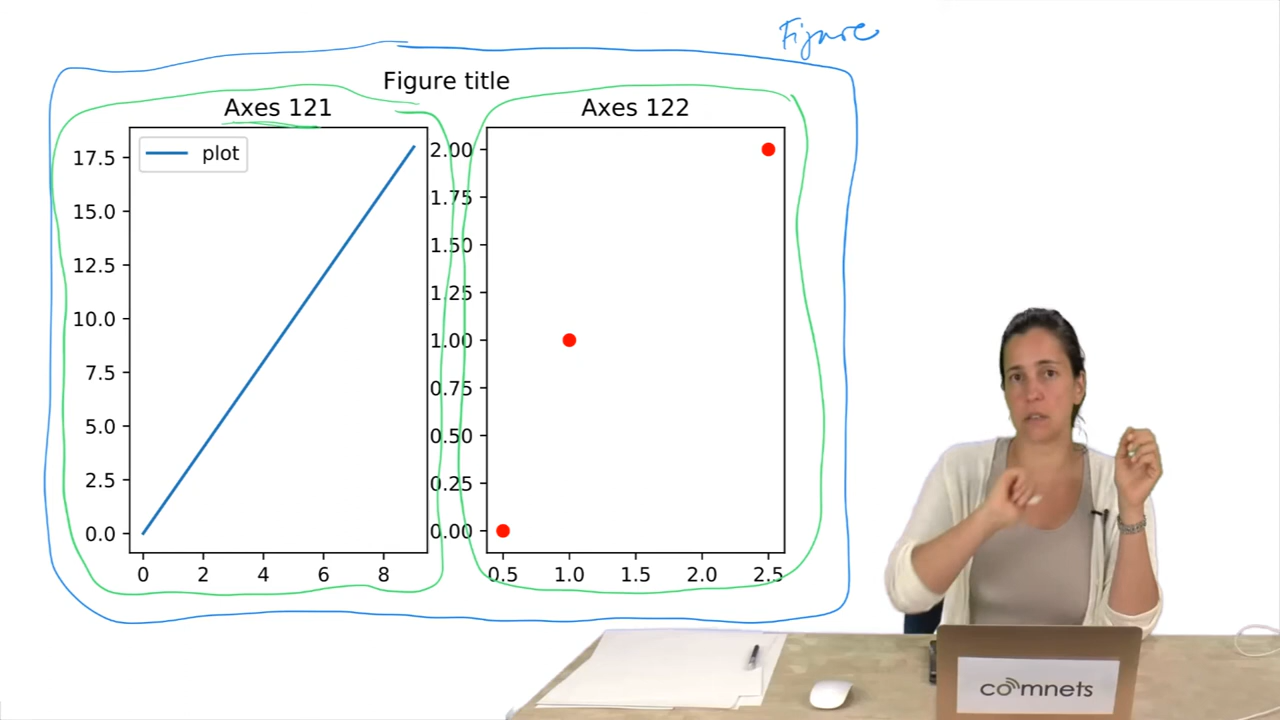 Figure
Figure title
Axes 121
Axes 122
plot
17.5
15.0
12.5
10.0
7.5
5.0
2.5
0.0
0 2 4 6 8
2.00
1.75
1.50
1.25
1.00
0.75
0.50
0.25
0.00
0.5 1.0 1.5 2.0 2.5
comnets